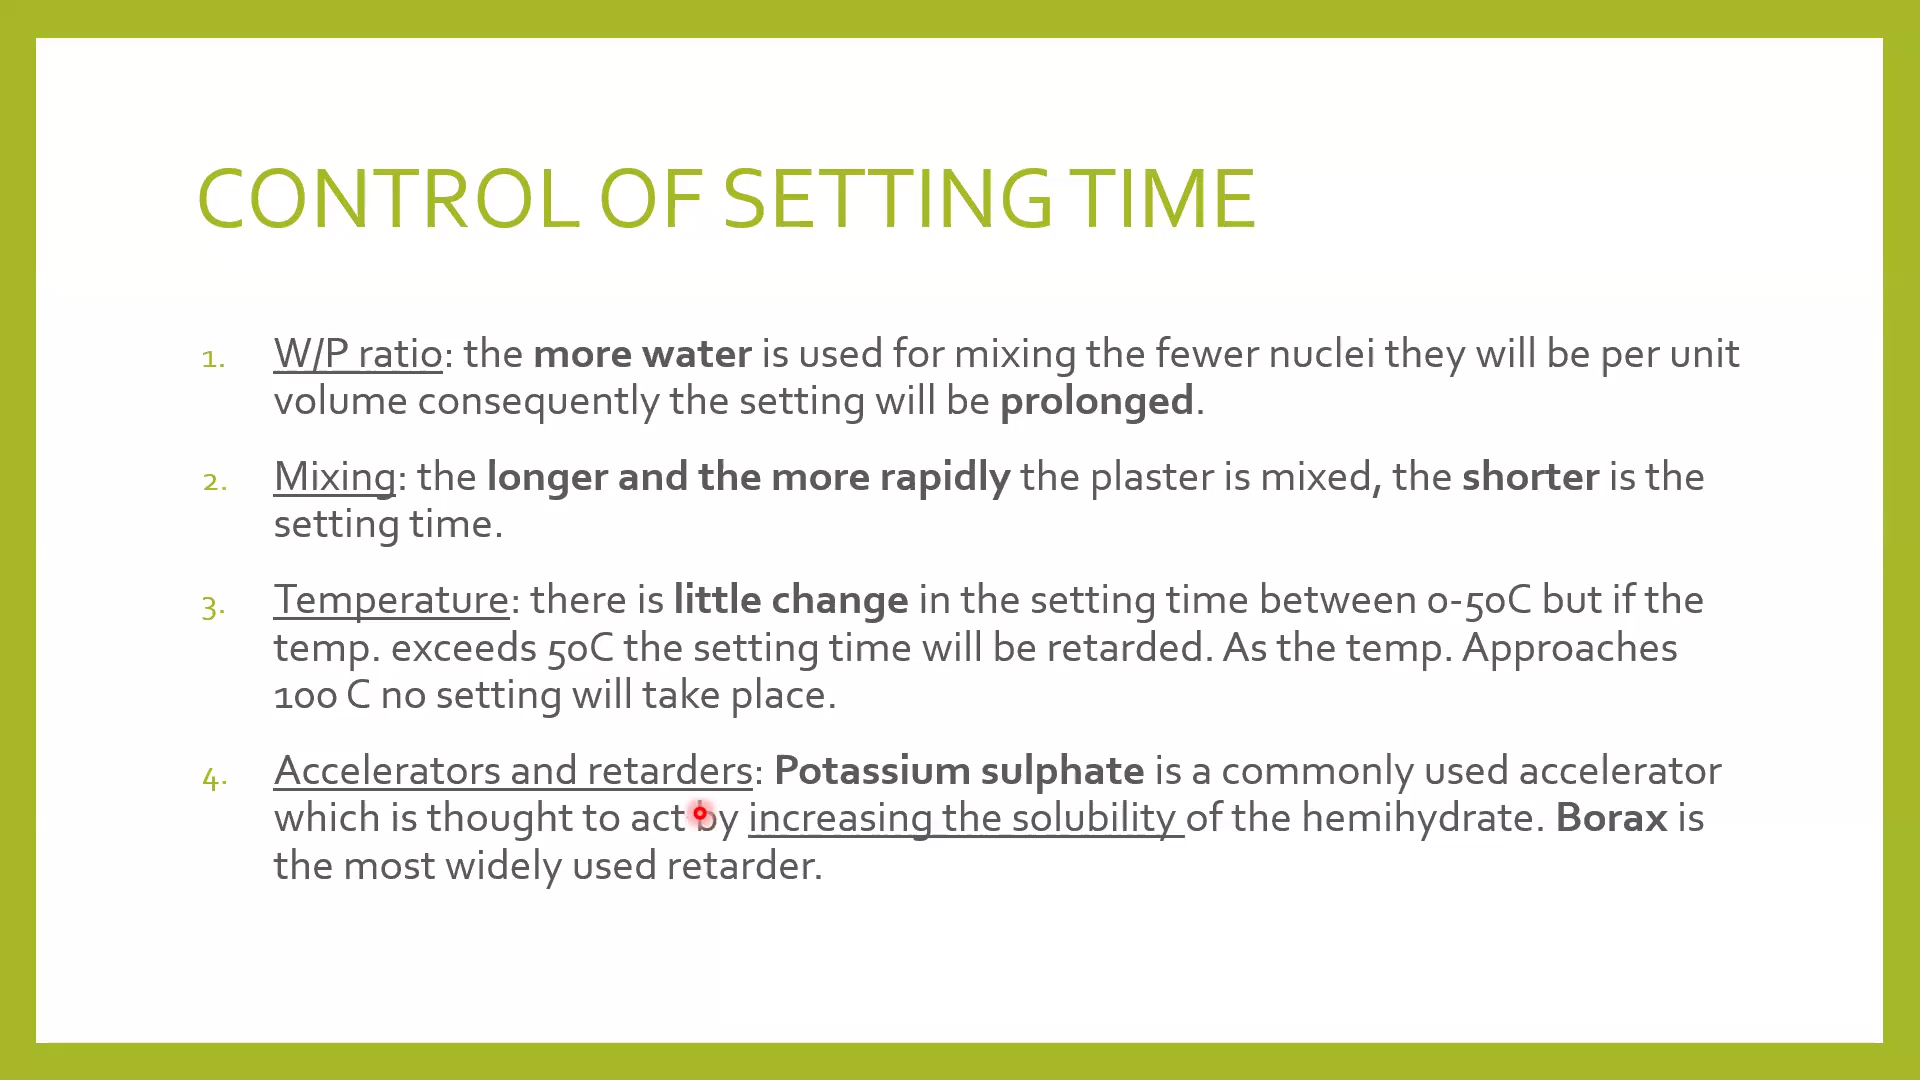 CONTROL OF SETTING TIME
1. W/P ratio: the more water is used for mixing the fewer nuclei they will be per unit
volume consequently the setting will be prolonged.
2. Mixing: the longer and the more rapidly the plaster is mixed, the shorter is the
setting time.
3. Temperature: there is little change in the setting time between 0-50C but if the
temp. exceeds 50C the setting time will be retarded. As the temp. Approaches
100 C no setting will take place.
4. Accelerators and retarders: Potassium sulphate is a commonly used accelerator
which is thought to act by increasing the solubility of the hemihydrate. Borax is
the most widely used retarder.